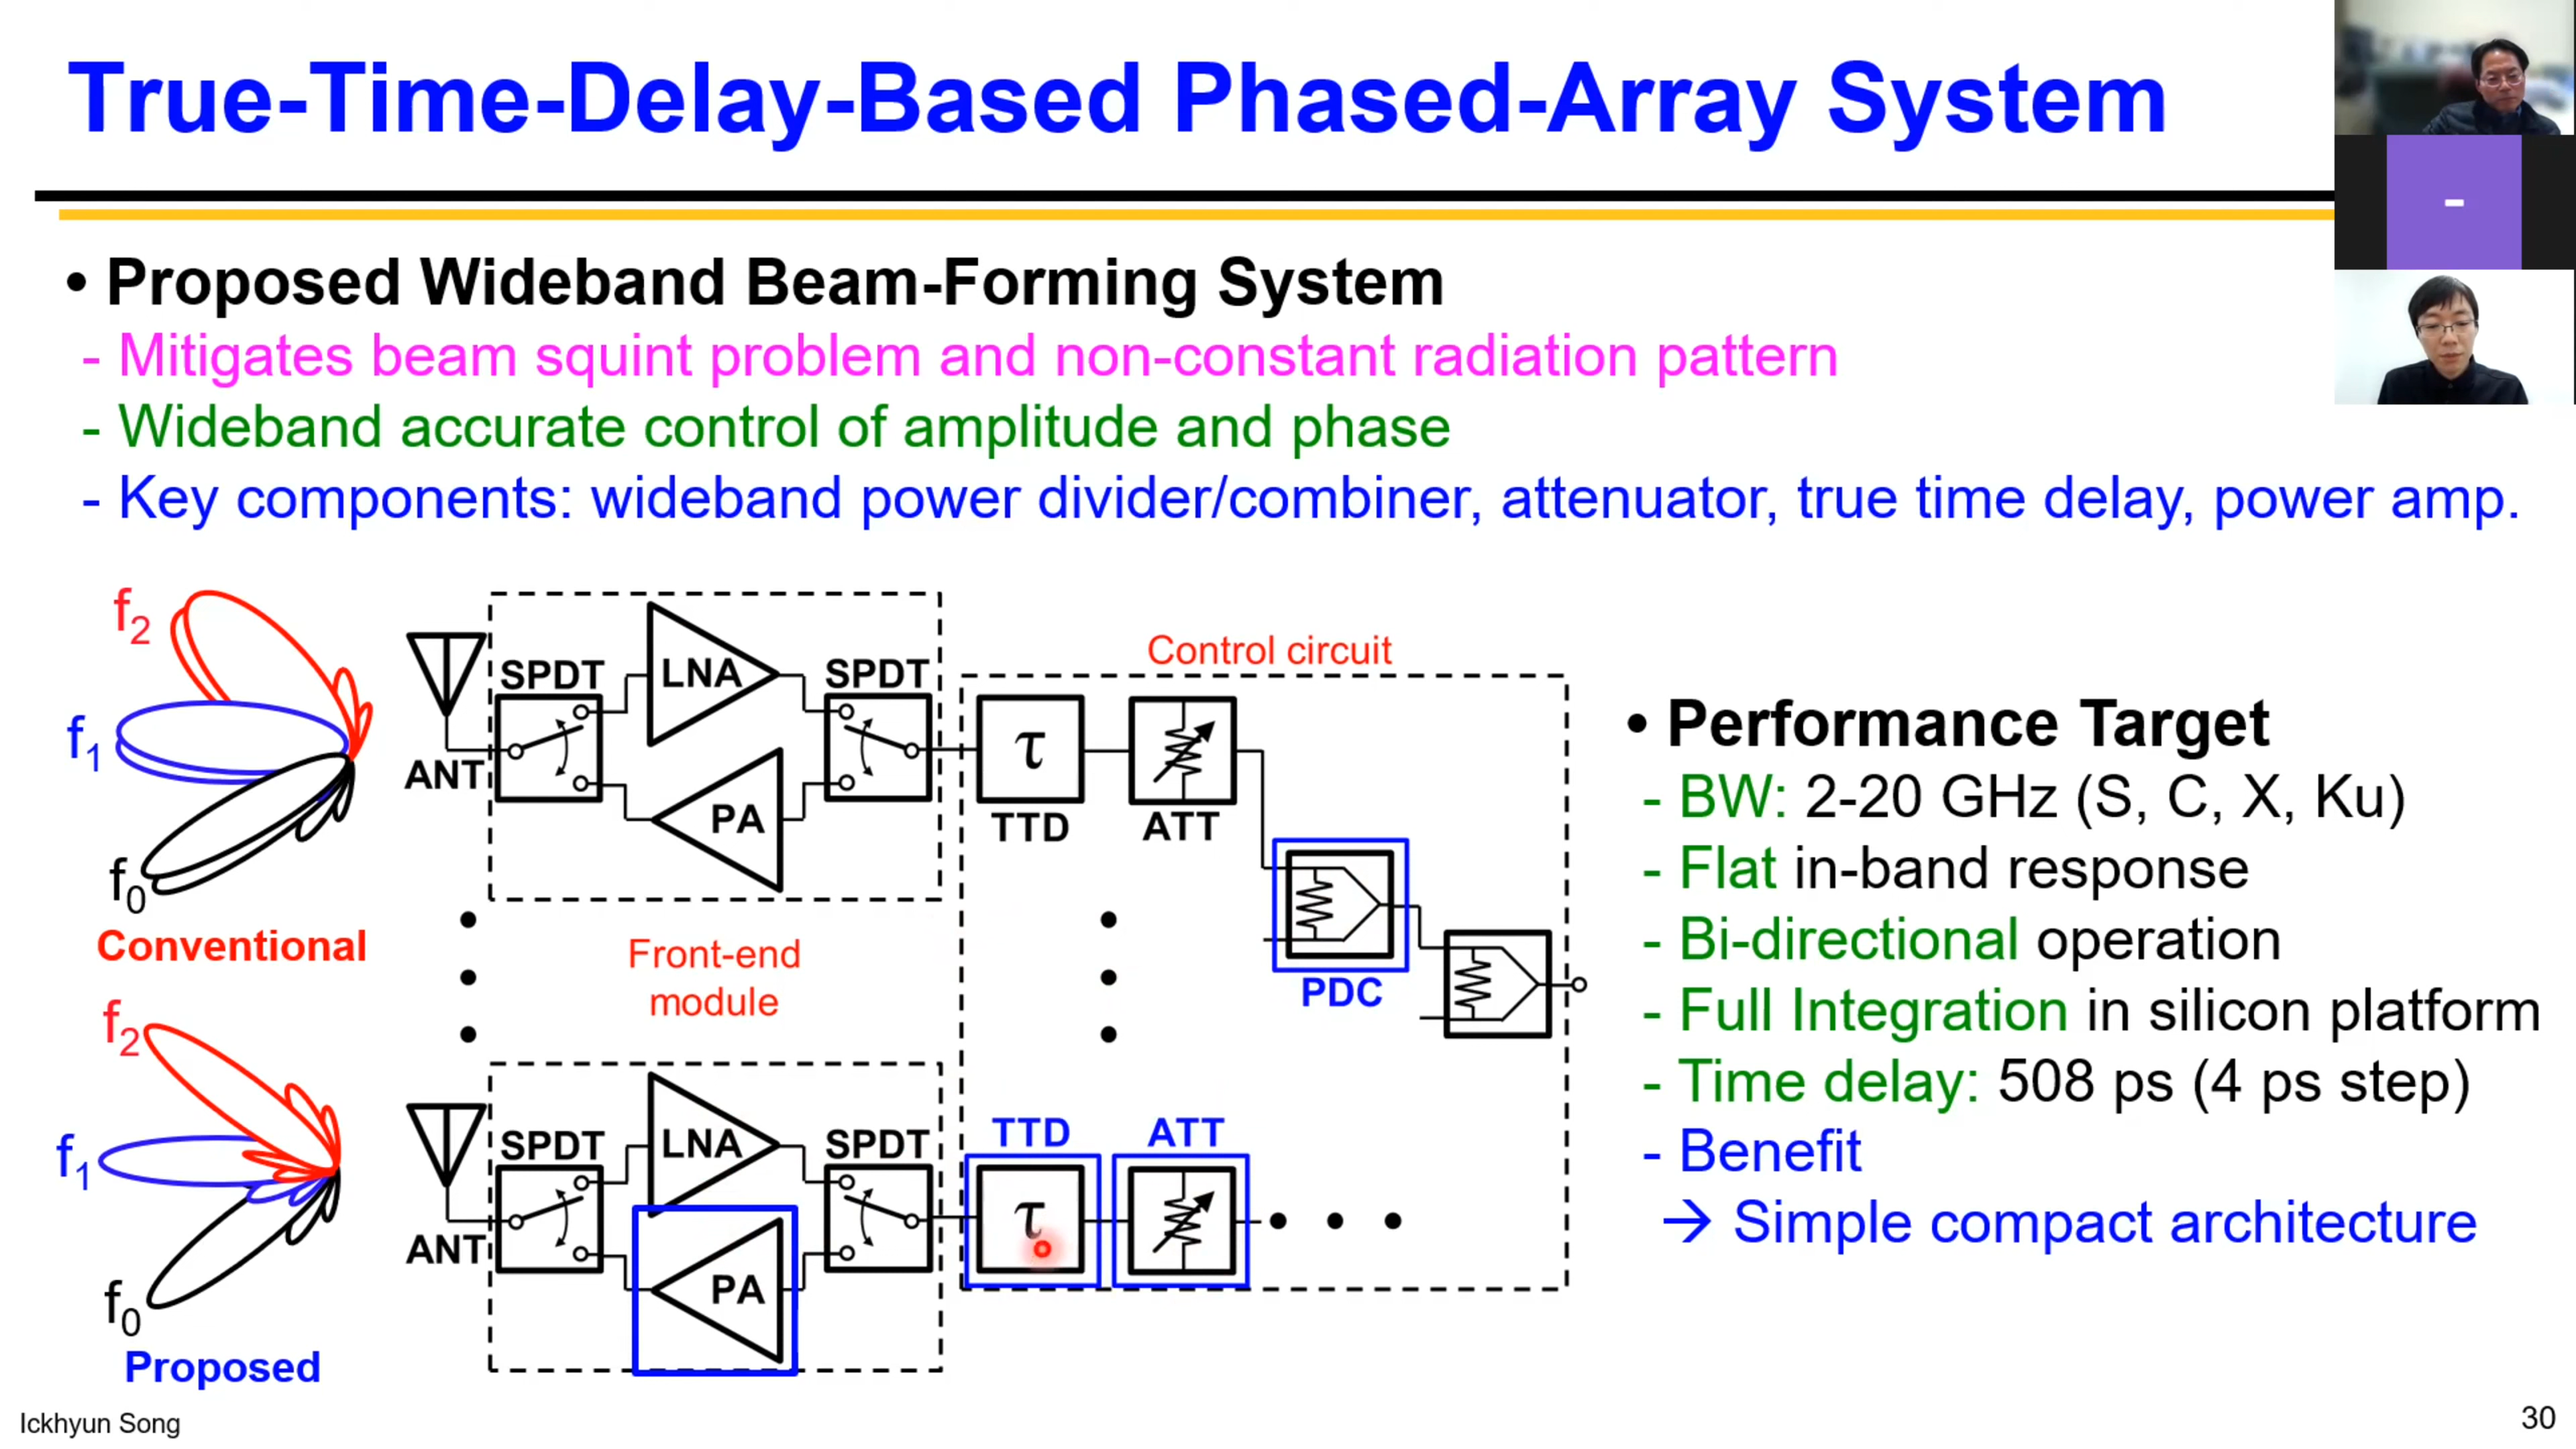 True-Time-Delay-Based Phased-Array System
-
• Proposed Wideband Beam-Forming System
- Mitigates beam squint problem and non-constant radiation pattern
- Wideband accurate control of amplitude and phase
- Key components: wideband power divider/combiner, attenuator, true time delay, power amp.
f2
f1
f0
Conventional
f2
f1
f0
Proposed
ANT
SPDT
LNA
PA
SPDT
Front-end
module
ANT
SPDT
LNA
PA
SPDT
Control circuit
τ
TTD
ATT
PDC
TTD
ATT
τ
• Performance Target
- BW: 2-20 GHz (S, C, X, Ku)
- Flat in-band response
- Bi-directional operation
- Full Integration in silicon platform
- Time delay: 508 ps (4 ps step)
- Benefit
→ Simple compact architecture
Ickhyun Song
30